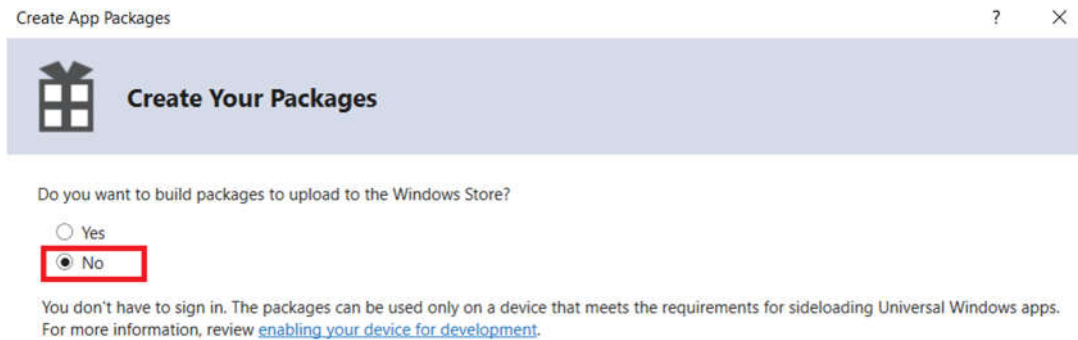 Create App Packages
Create Your Packages
Do you want to build packages to upload to the Windows Store?
Yes
No
You don't have to sign in. The packages can be used only on a device that meets the requirements for sideloading Universal Windows apps.
For more information, review enabling your device for development.